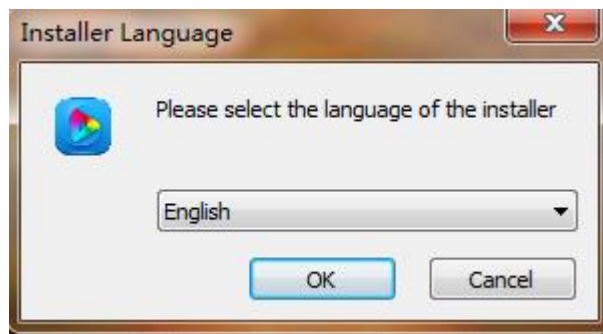 Installer Language
Please select the language of the installer
English
OK
Cancel